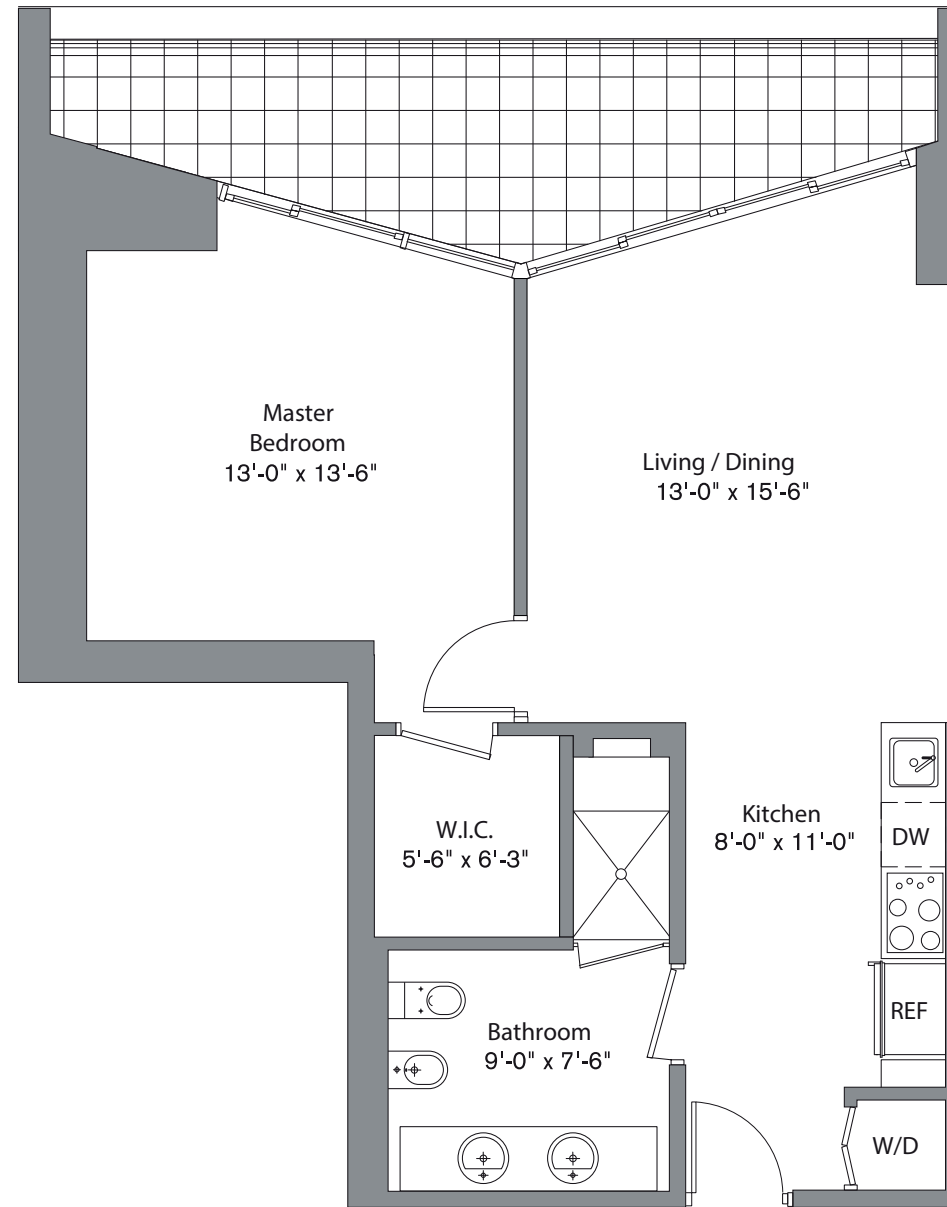 Master
Bedroom
13'-0" x 13'-6"
Living / Dining
13'-0" x 15'-6"
W.I.C.
5'-6" x 6'-3"
Kitchen
8'-0" x 11'-0"
DW
REF
Bathroom
9'-0" x 7'-6"
W/D